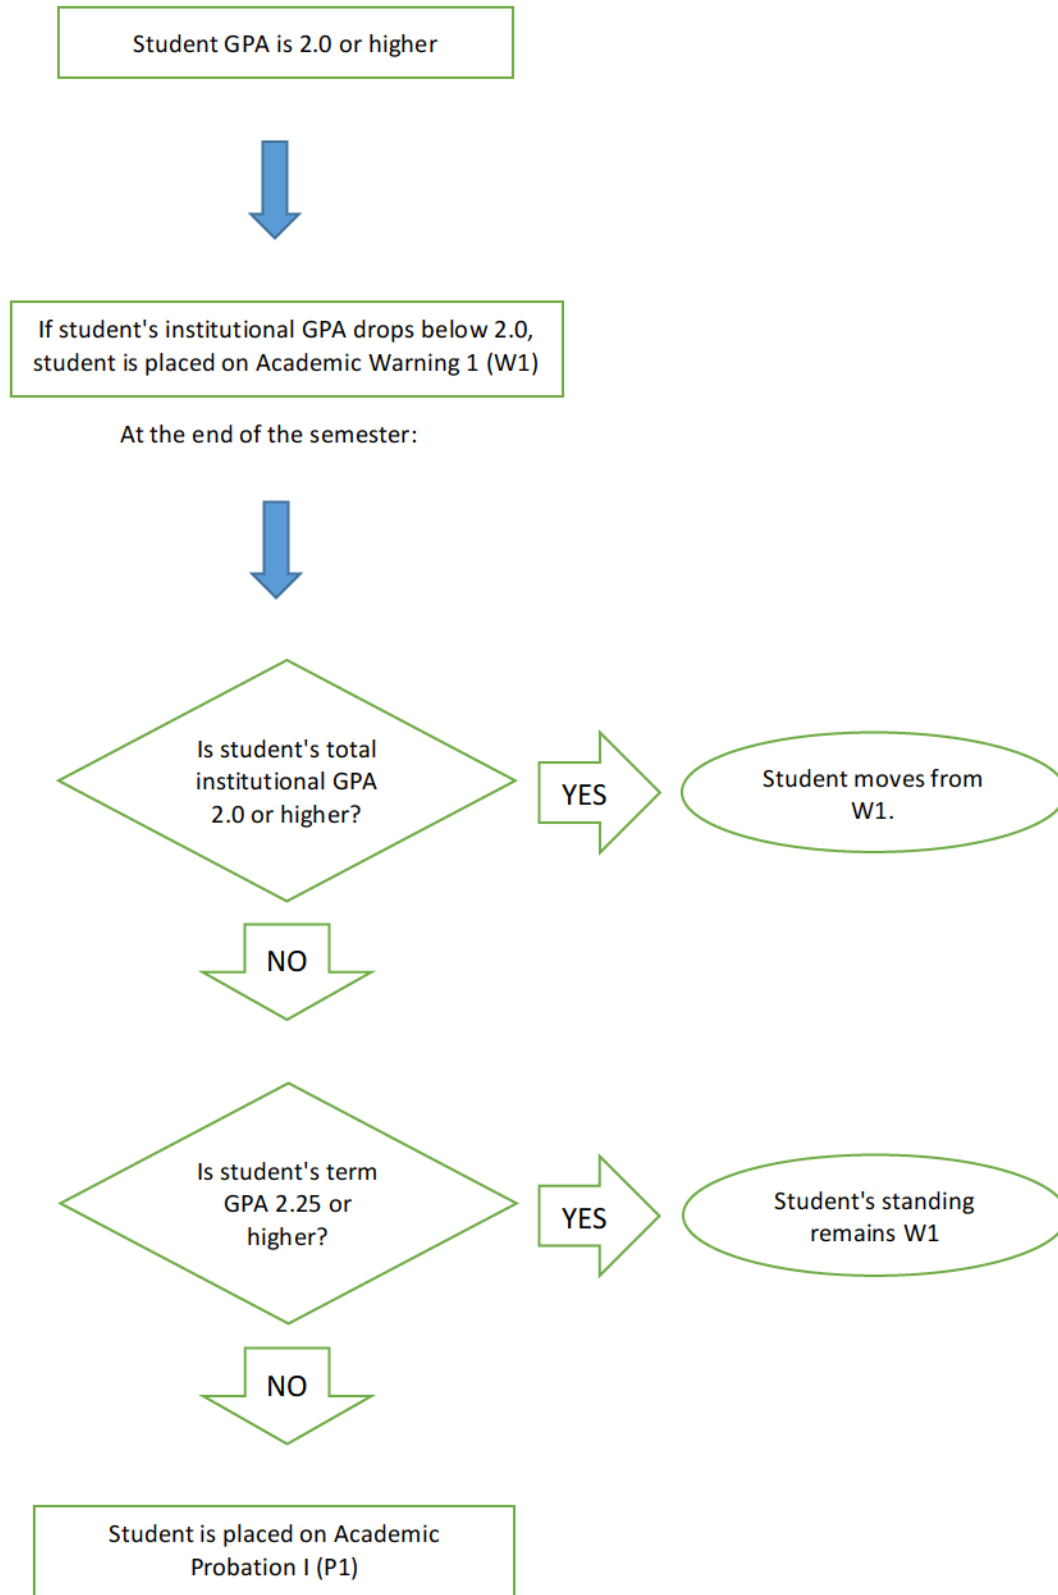 Student GPA is 2.0 or higher
If student's institutional GPA drops below 2.0,
student is placed on Academic Warning 1 (W1)
At the end of the semester:
Is student's total
institutional GPA
2.0 or higher?
YES
Student moves from
W1.
NO
Is student's term
GPA 2.25 or
higher?
YES
Student's standing
remains W1
NO
Student is placed on Academic
Probation I (P1)